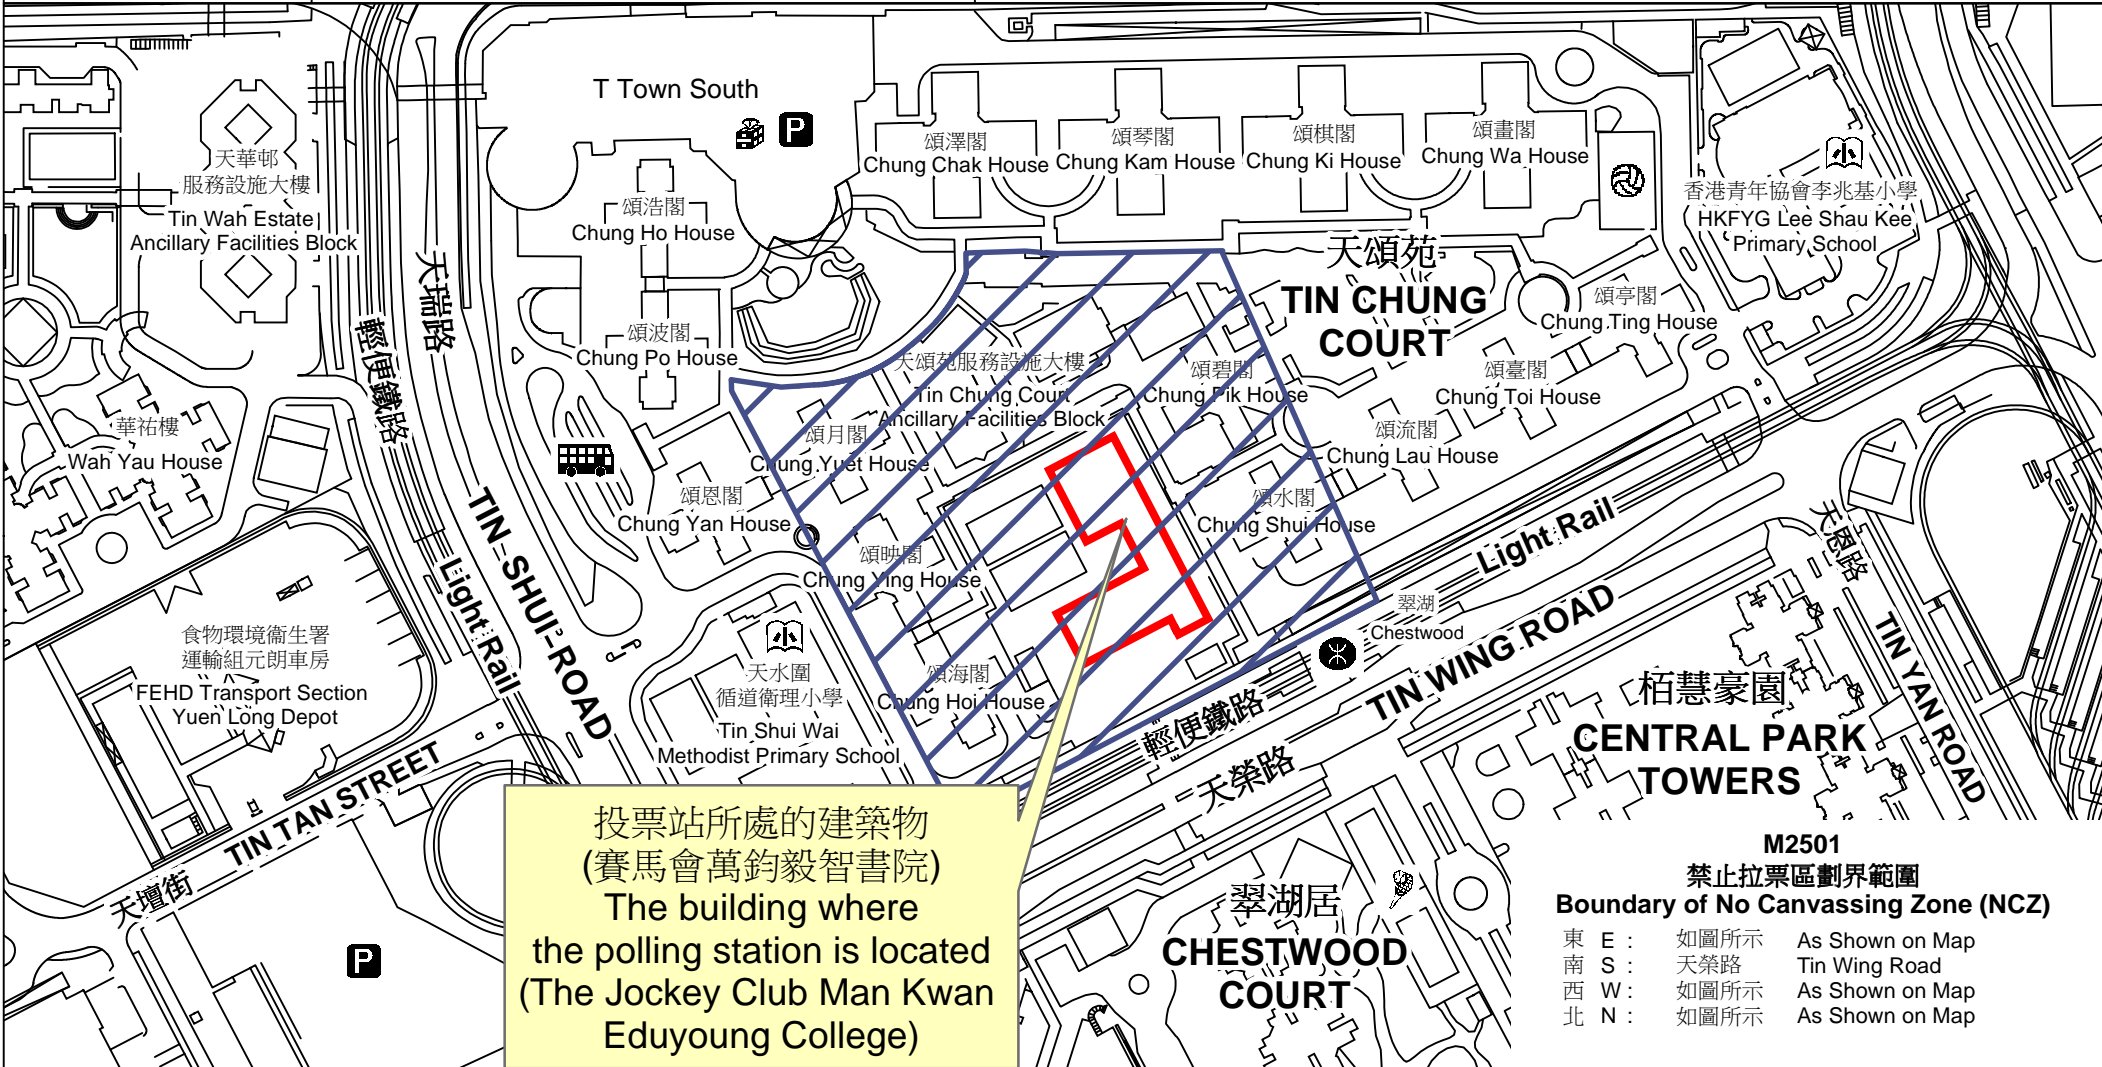 T Town South
天華邨
服務設施大樓
Tin Wah Estate
Ancillary Facilities Block
頌澤閣
Chung Chak House
頌琴閣
Chung Kam House
頌棋閣
Chung Ki House
頌畫閣
Chung Wa House
香港青年協會李兆基小學
HKFYG Lee Shau Kee
Primary School
頌浩閣
Chung Ho House
天瑞路
輕便鐵路
頌波閣
Chung Po House
天頌苑
TIN CHUNG
COURT
頌亭閣
Chung Ting House
天頌苑服務設施大樓
Tin Chung Court
Ancillary Facilities Block
頌碧閣
Chung Pik House
頌臺閣
Chung Toi House
華祐樓
Wah Yau House
頌月閣
Chung Yuet House
頌流閣
Chung Lau House
頌恩閣
Chung Yan House
頌水閣
Chung Shui House
頌映閣
Chung Ying House
TIN SHUI ROAD
Light Rail
Light Rail
天恩路
TIN YAN ROAD
翠湖
Chestwood
食物環境衞生署
運輸組元朗車房
FEHD Transport Section
Yuen Long Depot
天水圍
循道衞理小學
Tin Shui Wai
Methodist Primary School
頌海閣
Chung Hoi House
輕便鐵路
TIN WING ROAD
天榮路
栢慧豪園
CENTRAL PARK
TOWERS
TIN TAN STREET
天壇街
P
P
投票站所處的建築物
(賽馬會萬鈞毅智書院)
The building where
the polling station is located
(The Jockey Club Man Kwan
Eduyoung College)
翠湖居
CHESTWOOD
COURT
M2501
禁止拉票區劃界範圍
Boundary of No Canvassing Zone (NCZ)
東 E : 如圖所示 As Shown on Map
南 S : 天榮路 Tin Wing Road
西 W : 如圖所示 As Shown on Map
北 N : 如圖所示 As Shown on Map